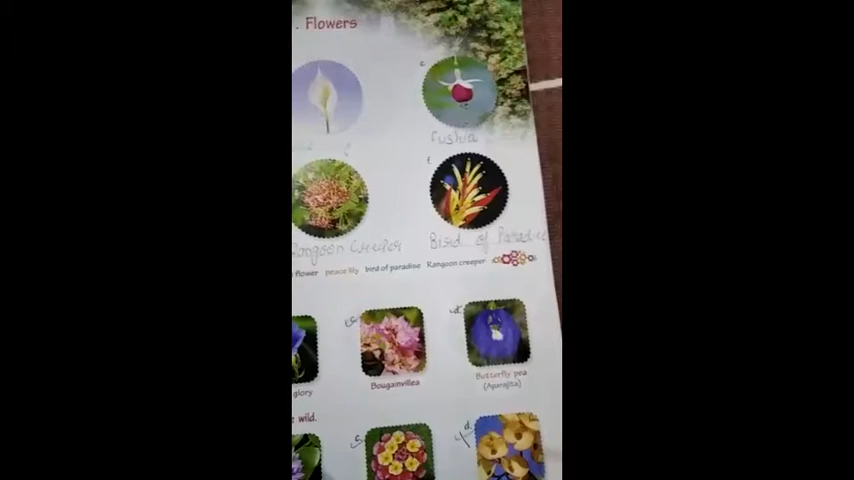 . Flowers
c.
Fushia
f.
Rangoon Creeper
Bird of Paradise
flower peace lily bird of paradise Rangoon creeper
c.
d.
glory
Bougainvillea
Butterfly pea
(Aparajita)
wild.
c.
d.